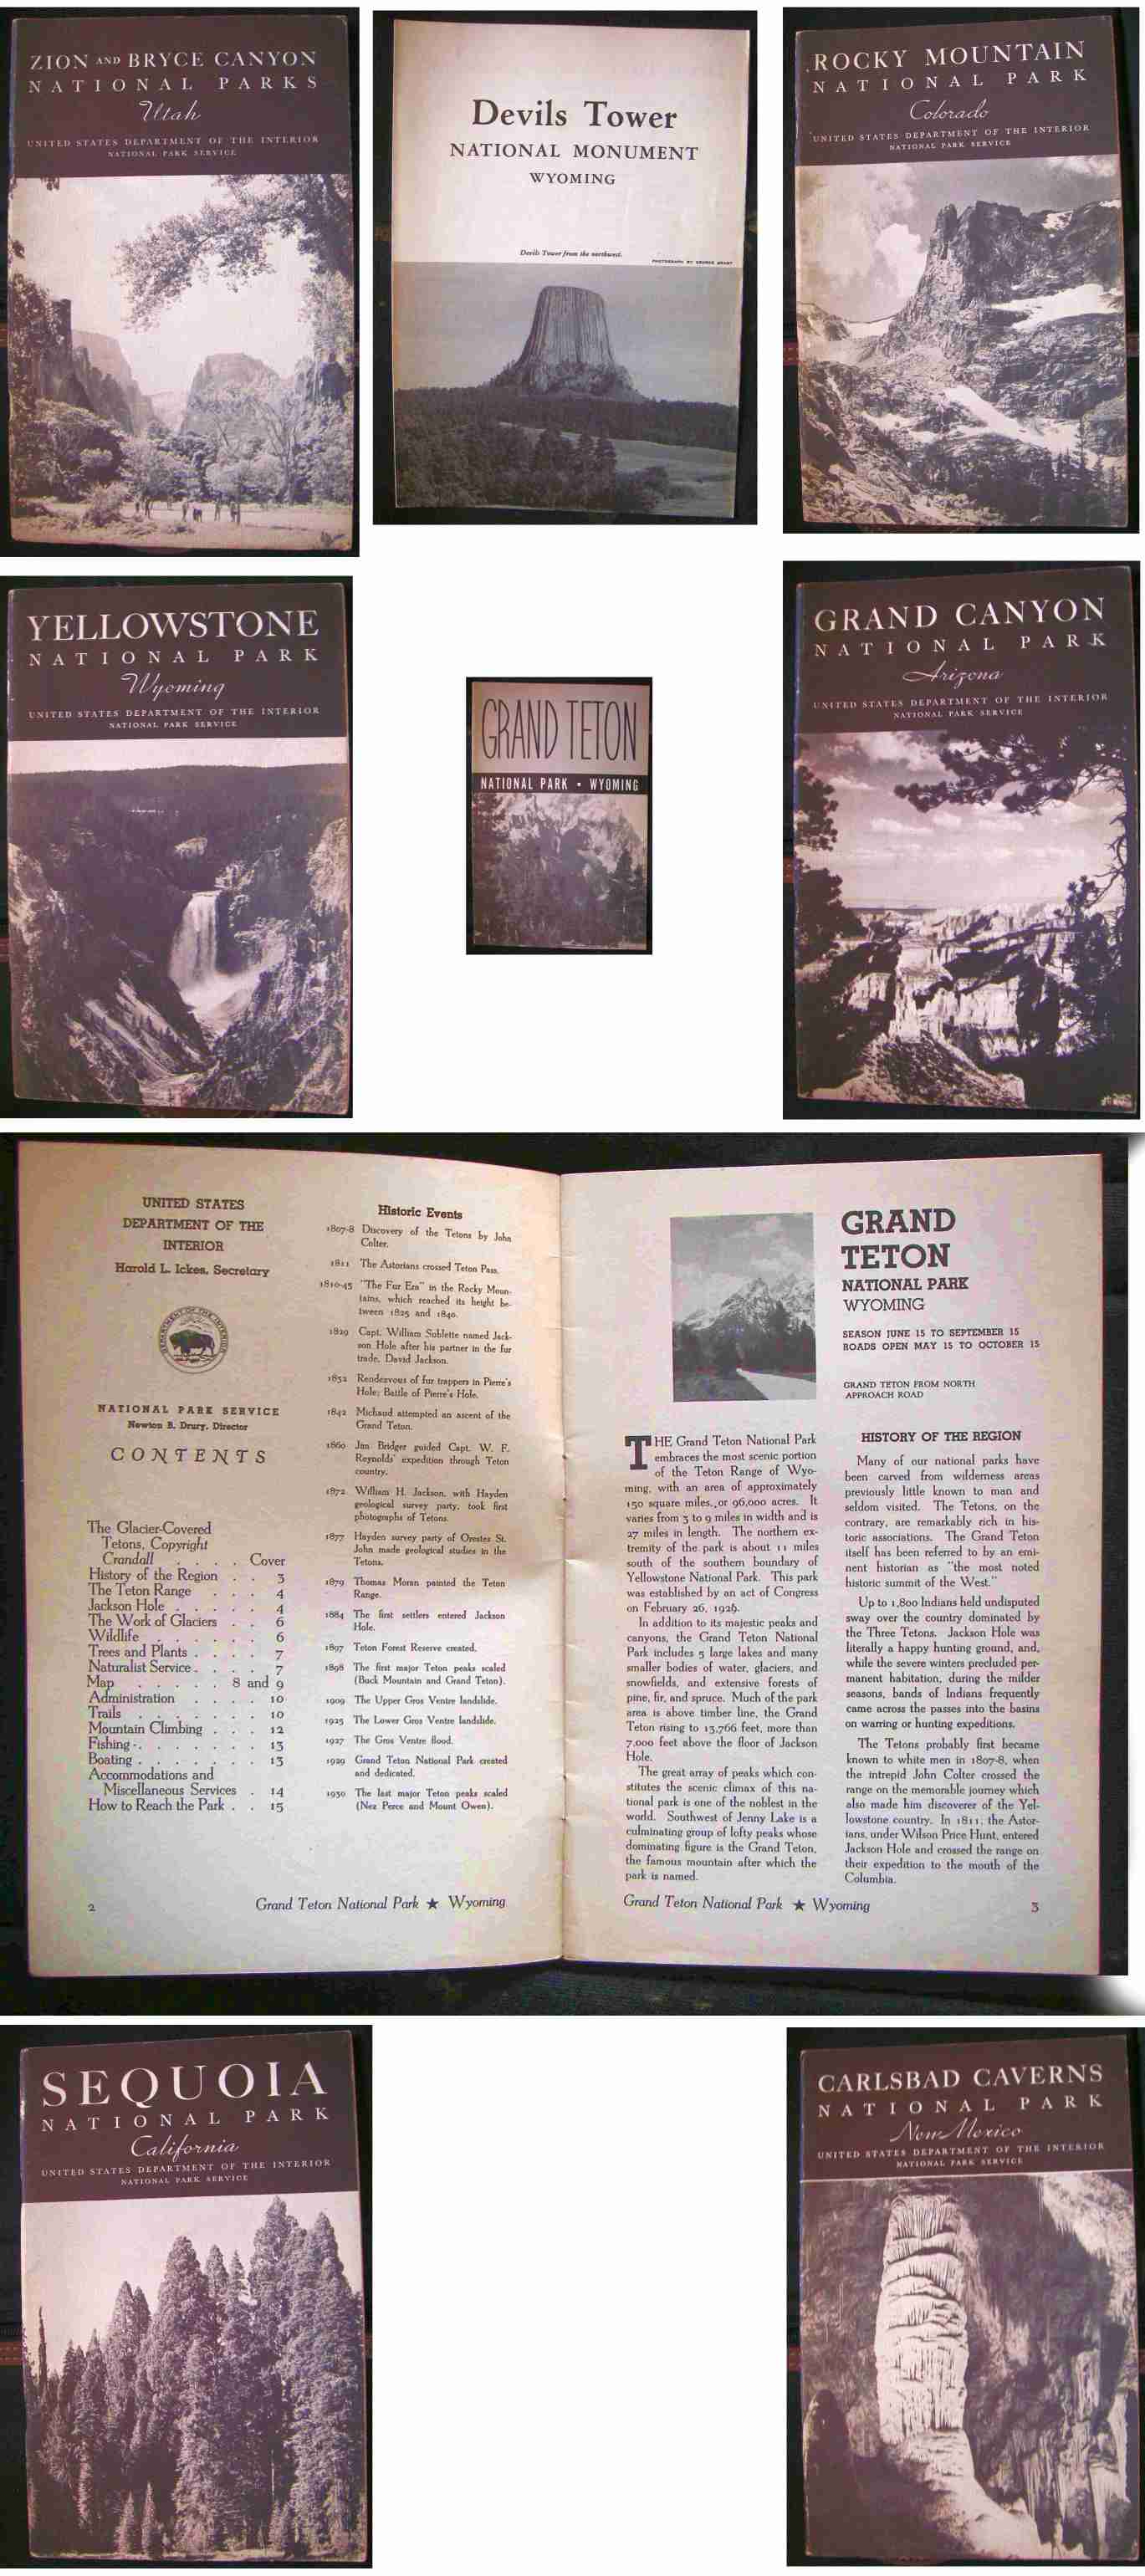 ZION AND BRYCE CANYON
NATIONAL PARKS
Utah
UNITED STATES DEPARTMENT OF THE INTERIOR
NATIONAL PARK SERVICE
Devils Tower
NATIONAL MONUMENT
WYOMING
Devils Tower from the northwest.
PHOTOGRAPH BY GEORGE GRANT
ROCKY MOUNTAIN
NATIONAL PARK
Colorado
UNITED STATES DEPARTMENT OF THE INTERIOR
NATIONAL PARK SERVICE
YELLOWSTONE
NATIONAL PARK
Wyoming
UNITED STATES DEPARTMENT OF THE INTERIOR
NATIONAL PARK SERVICE
GRAND TETON
NATIONAL PARK • WYOMING
GRAND CANYON
NATIONAL PARK
Arizona
UNITED STATES DEPARTMENT OF THE INTERIOR
NATIONAL PARK SERVICE
UNITED STATES
DEPARTMENT OF THE
INTERIOR
Harold L. Ickes, Secretary
DEPARTMENT OF THE INTERIOR
NATIONAL PARK SERVICE
Newton B. Drury, Director
CONTENTS
The Glacier-Covered
Tetons, Copyright
Crandall . . . . Cover
History of the Region . . 3
The Teton Range . . . . 4
Jackson Hole . . . . . 4
The Work of Glaciers . . 6
Wildlife . . . . . . 6
Trees and Plants . . . . 7
Naturalist Service . . . . 7
Map . . . . . 8 and 9
Administration . . . . 10
Trails . . . . . . . 10
Mountain Climbing . . . 12
Fishing . . . . . . . 13
Boating . . . . . . . 13
Accommodations and
Miscellaneous Services . 14
How to Reach the Park . . 15
2
Historic Events
1807-8 Discovery of the Tetons by John
Colter.
1811 The Astorians crossed Teton Pass.
1810-45 "The Fur Era" in the Rocky Moun-
tains, which reached its height be-
tween 1825 and 1840.
1829 Capt. William Sublette named Jack-
son Hole after his partner in the fur
trade, David Jackson.
1832 Rendezvous of fur trappers in Pierre's
Hole; Battle of Pierre's Hole.
1842 Michaud attempted an ascent of the
Grand Teton.
1860 Jim Bridger guided Capt. W. F.
Reynolds' expedition through Teton
country.
1872 William H. Jackson, with Hayden
geological survey party, took first
photographs of Tetons.
1877 Hayden survey party of Orestes St.
John made geological studies in the
Tetons.
1879 Thomas Moran painted the Teton
Range.
1884 The first settlers entered Jackson
Hole.
1897 Teton Forest Reserve created.
1898 The first major Teton peaks scaled
(Buck Mountain and Grand Teton).
1909 The Upper Gros Ventre landslide.
1925 The Lower Gros Ventre landslide.
1927 The Gros Ventre flood.
1929 Grand Teton National Park created
and dedicated.
1930 The last major Teton peaks scaled
(Nez Perce and Mount Owen).
Grand Teton National Park ★ Wyoming
GRAND
TETON
NATIONAL PARK
WYOMING
SEASON JUNE 15 TO SEPTEMBER 15
ROADS OPEN MAY 15 TO OCTOBER 15
GRAND TETON FROM NORTH
APPROACH ROAD
THE Grand Teton National Park
embraces the most scenic portion
of the Teton Range of Wyo-
ming, with an area of approximately
150 square miles, or 96,000 acres. It
varies from 3 to 9 miles in width and is
27 miles in length. The northern ex-
tremity of the park is about 11 miles
south of the southern boundary of
Yellowstone National Park. This park
was established by an act of Congress
on February 26, 1929.
In addition to its majestic peaks and
canyons, the Grand Teton National
Park includes 5 large lakes and many
smaller bodies of water, glaciers, and
snowfields, and extensive forests of
pine, fir, and spruce. Much of the park
area is above timber line, the Grand
Teton rising to 13,766 feet, more than
7,000 feet above the floor of Jackson
Hole.
The great array of peaks which con-
stitutes the scenic climax of this na-
tional park is one of the noblest in the
world. Southwest of Jenny Lake is a
culminating group of lofty peaks whose
dominating figure is the Grand Teton,
the famous mountain after which the
park is named.
Grand Teton National Park ★ Wyoming
HISTORY OF THE REGION
Many of our national parks have
been carved from wilderness areas
previously little known to man and
seldom visited. The Tetons, on the
contrary, are remarkably rich in his-
toric associations. The Grand Teton
itself has been referred to by an emi-
nent historian as "the most noted
historic summit of the West."
Up to 1,800 Indians held undisputed
sway over the country dominated by
the Three Tetons. Jackson Hole was
literally a happy hunting ground, and,
while the severe winters precluded per-
manent habitation, during the milder
seasons, bands of Indians frequently
came across the passes into the basins
on warring or hunting expeditions.
The Tetons probably first became
known to white men in 1807-8, when
the intrepid John Colter crossed the
range on the memorable journey which
also made him discoverer of the Yel-
lowstone country. In 1811, the Astor-
ians, under Wilson Price Hunt, entered
Jackson Hole and crossed the range on
their expedition to the mouth of the
Columbia.
3
SEQUOIA
NATIONAL PARK
California
UNITED STATES DEPARTMENT OF THE INTERIOR
NATIONAL PARK SERVICE
CARLSBAD CAVERNS
NATIONAL PARK
New Mexico
UNITED STATES DEPARTMENT OF THE INTERIOR
NATIONAL PARK SERVICE